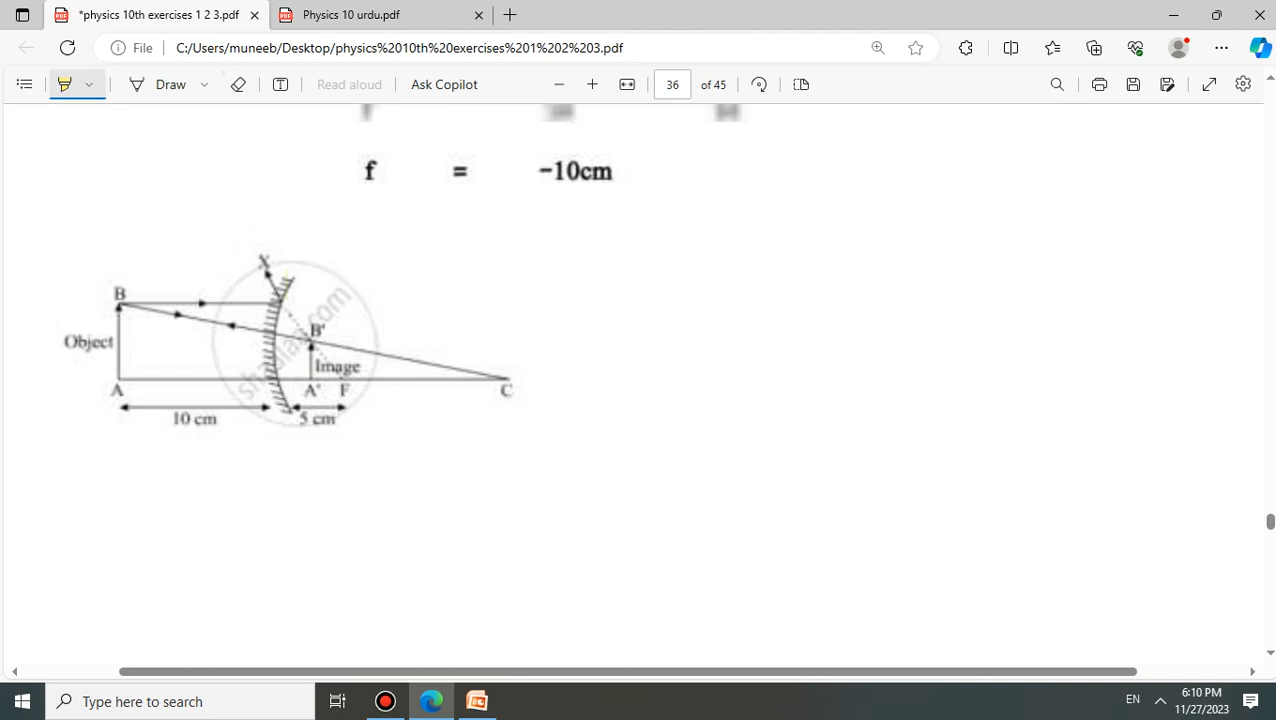 *physics 10th exercises 1 2 3.pdf
Physics 10 urdu.pdf
File C:/Users/muneeb/Desktop/physics%2010th%20exercises%201%202%203.pdf
Draw Read aloud Ask Copilot 36 of 45
f = -10cm
X
B
B'
Object
Image
A A' F C
10 cm 5 cm
Type here to search
EN 6:10 PM
11/27/2023